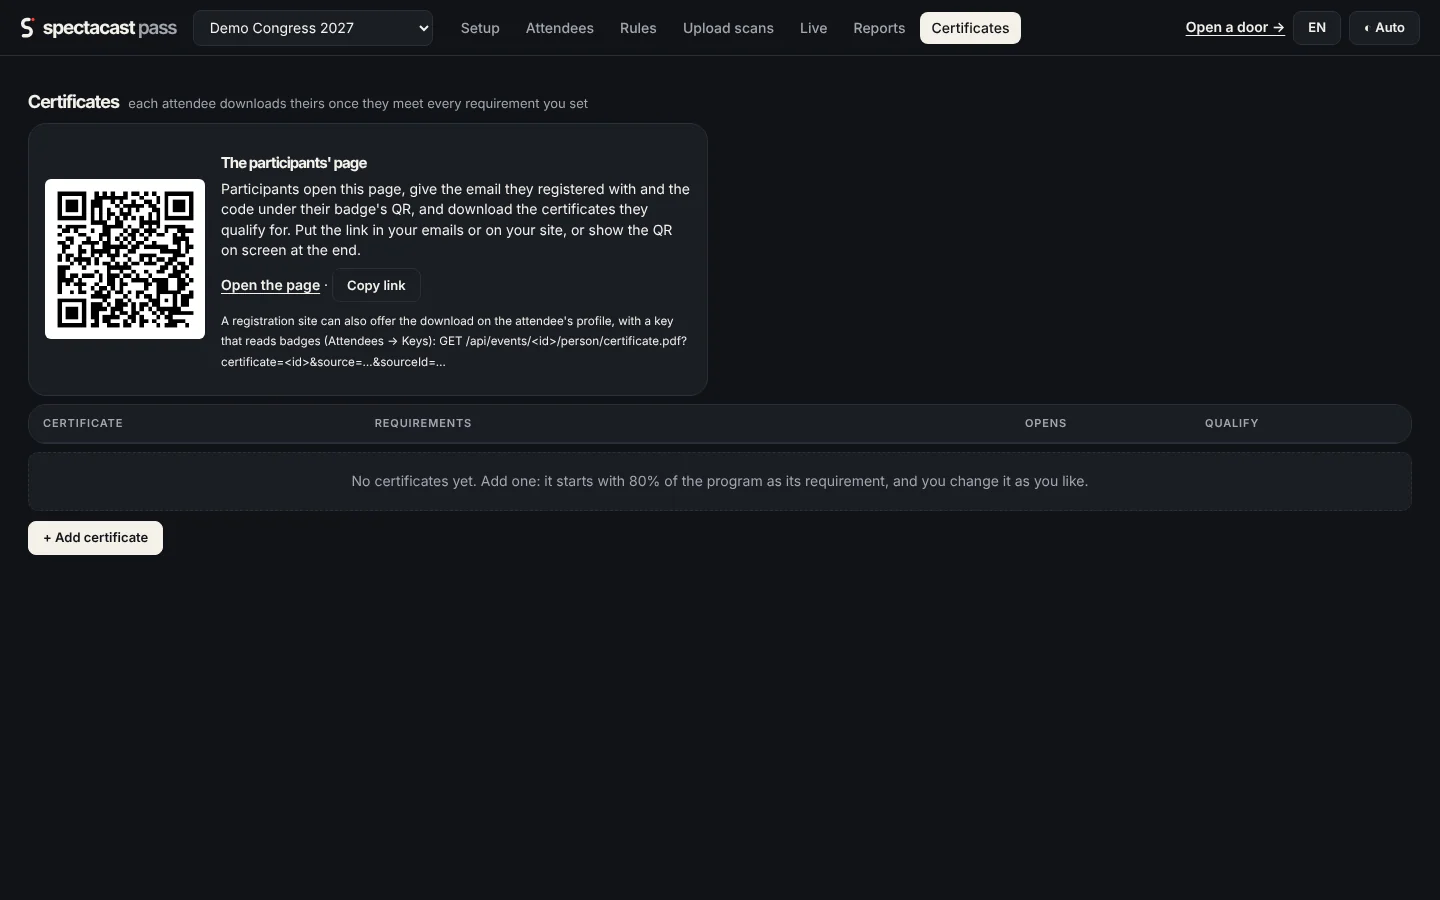 spectacast pass
Demo Congress 2027
Setup
Attendees
Rules
Upload scans
Live
Reports
Certificates
Open a door →
EN
Auto
Certificates each attendee downloads theirs once they meet every requirement you set
The participants' page
Participants open this page, give the email they registered with and the
code under their badge's QR, and download the certificates they
qualify for. Put the link in your emails or on your site, or show the QR
on screen at the end.
Open the page · Copy link
A registration site can also offer the download on the attendee's profile, with a key
that reads badges (Attendees → Keys): GET /api/events/<id>/person/certificate.pdf?
certificate=<id>&source=…&sourceId=…
CERTIFICATE REQUIREMENTS OPENS QUALIFY
No certificates yet. Add one: it starts with 80% of the program as its requirement, and you change it as you like.
+ Add certificate